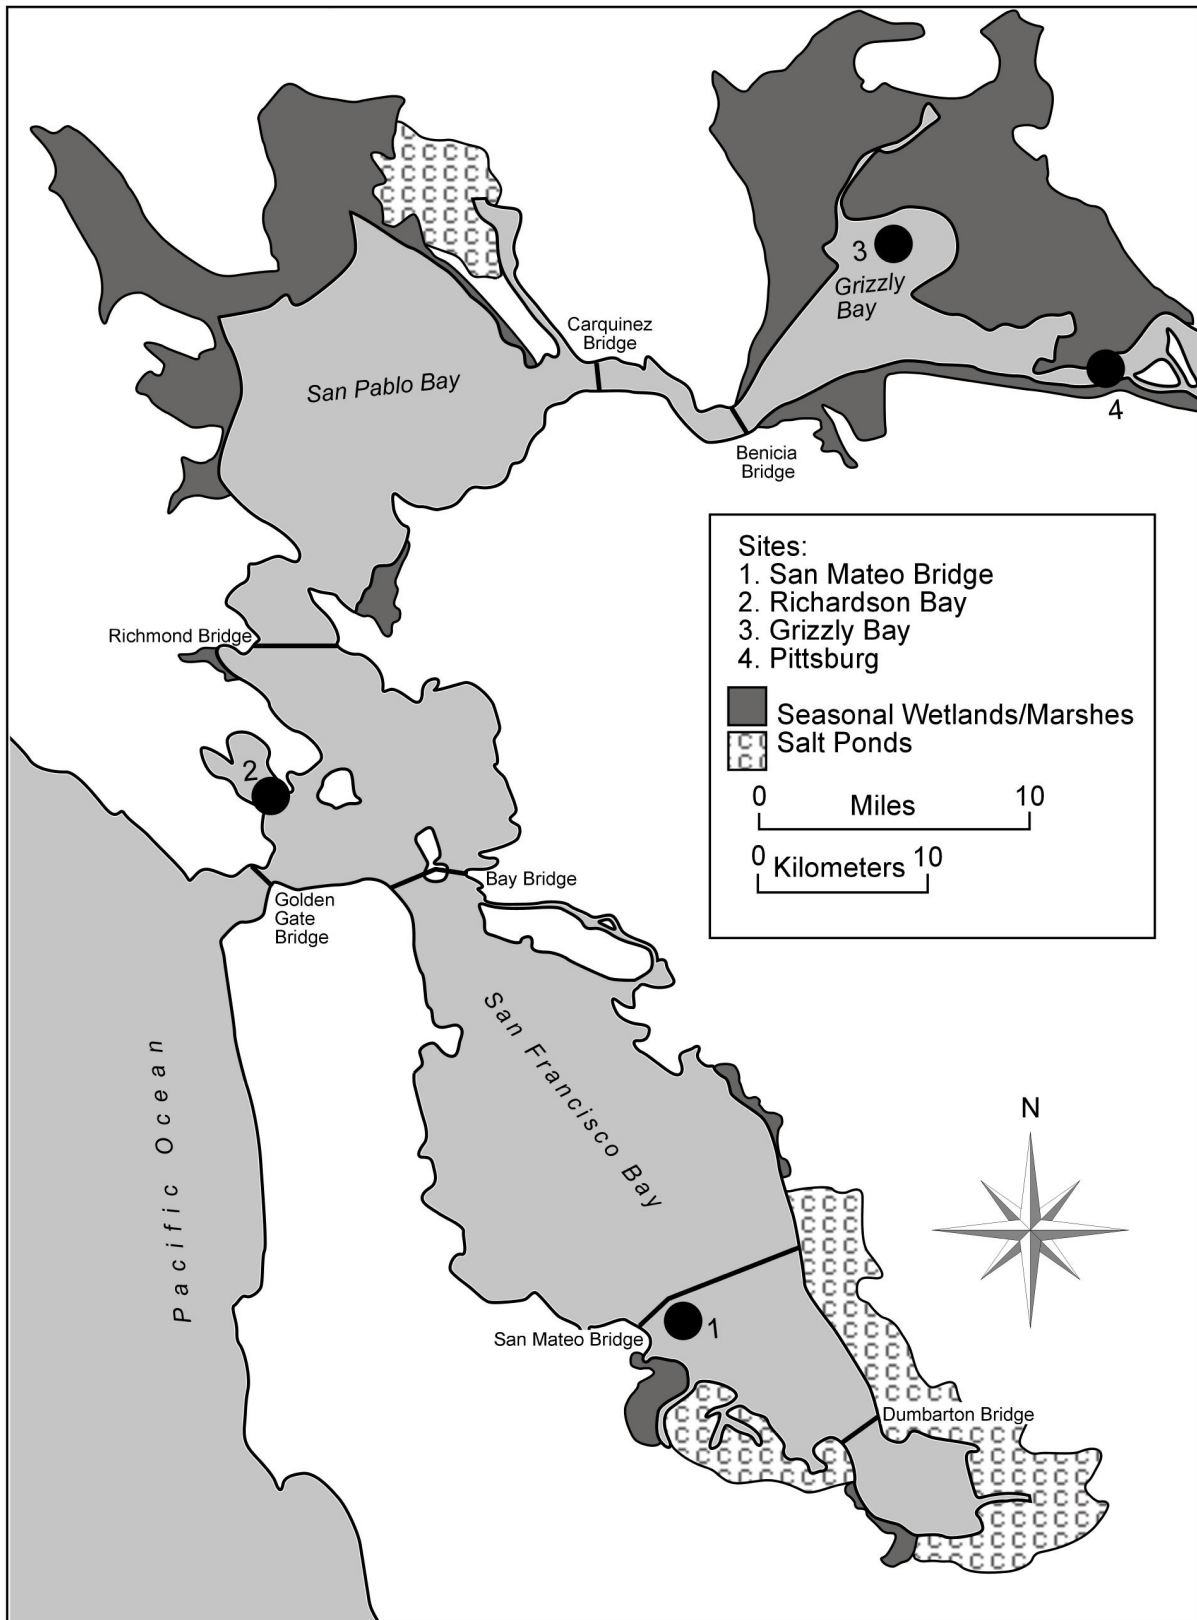 Carquinez
Bridge
3
Grizzly
Bay
San Pablo Bay
4
Benicia
Bridge
Richmond Bridge
Sites:
1. San Mateo Bridge
2. Richardson Bay
3. Grizzly Bay
4. Pittsburg
Seasonal Wetlands/Marshes
Salt Ponds
0 10
Miles
0 10
Kilometers
2
Bay Bridge
Golden
Gate
Bridge
San Francisco Bay
Pacific Ocean
N
San Mateo Bridge
1
Dumbarton Bridge